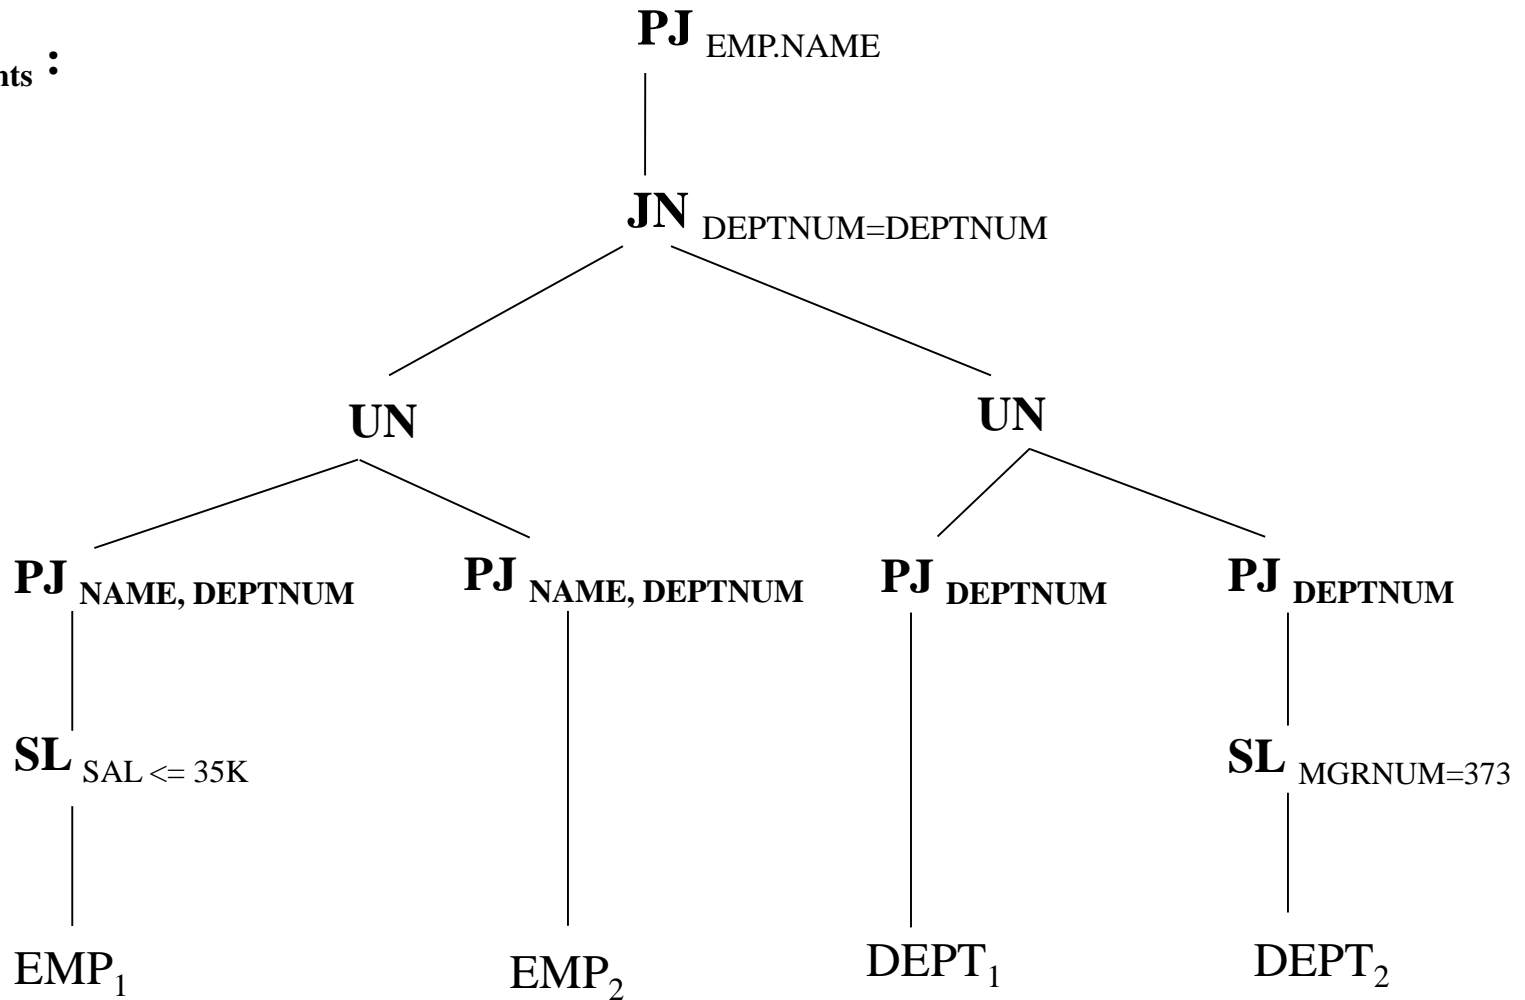 PJ EMP.NAME
nts :
JN DEPTNUM=DEPTNUM
UN
UN
PJ NAME, DEPTNUM
PJ NAME, DEPTNUM
PJ DEPTNUM
PJ DEPTNUM
SL SAL <= 35K
SL MGRNUM=373
EMP1
EMP2
DEPT1
DEPT2